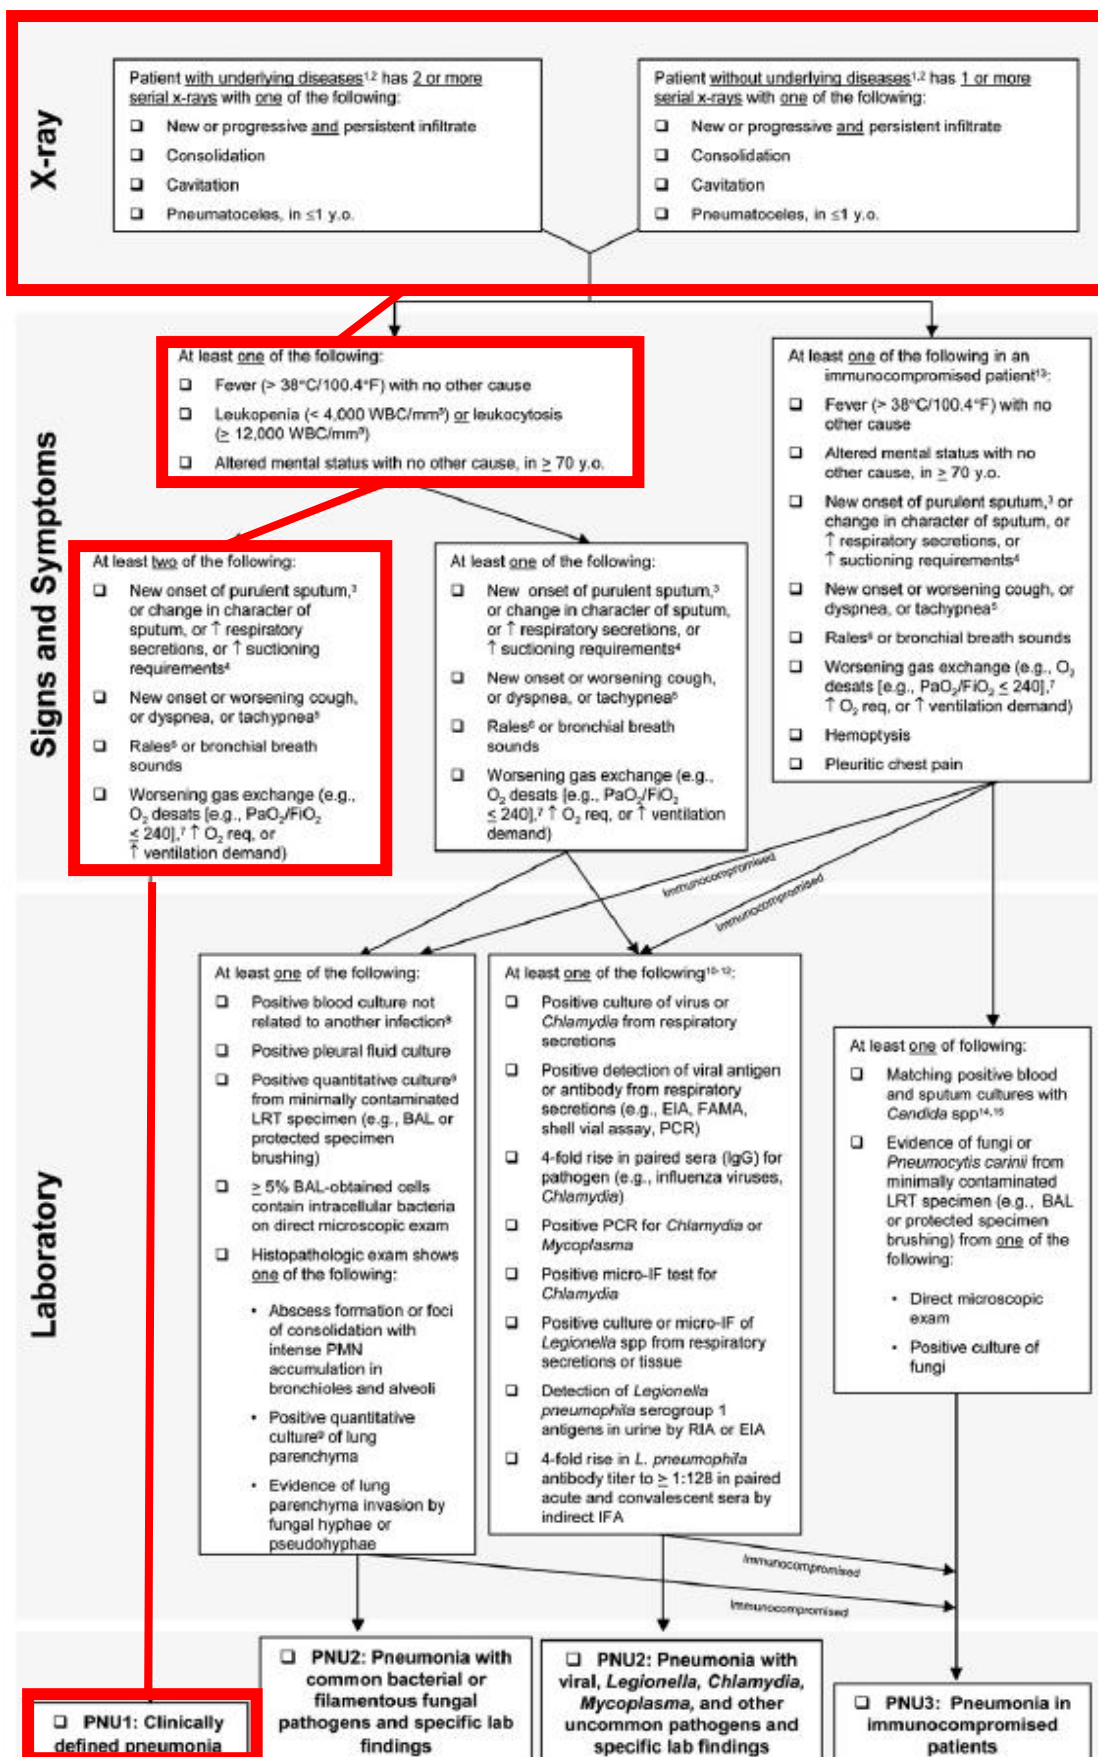 X-ray
Patient with underlying diseases¹,² has 2 or more
serial x-rays with one of the following:
❑ New or progressive and persistent infiltrate
❑ Consolidation
❑ Cavitation
❑ Pneumatoceles, in ≤1 y.o.
Patient without underlying diseases¹,² has 1 or more
serial x-rays with one of the following:
❑ New or progressive and persistent infiltrate
❑ Consolidation
❑ Cavitation
❑ Pneumatoceles, in ≤1 y.o.
Signs and Symptoms
At least one of the following:
❑ Fever (> 38°C/100.4°F) with no other cause
❑ Leukopenia (< 4,000 WBC/mm³) or leukocytosis
(≥ 12,000 WBC/mm³)
❑ Altered mental status with no other cause, in ≥ 70 y.o.
At least one of the following in an
immunocompromised patient¹³:
❑ Fever (> 38°C/100.4°F) with no
other cause
❑ Altered mental status with no
other cause, in ≥ 70 y.o.
❑ New onset of purulent sputum,³ or
change in character of sputum, or
↑ respiratory secretions, or
↑ suctioning requirements⁴
❑ New onset or worsening cough, or
dyspnea, or tachypnea⁵
❑ Rales⁶ or bronchial breath sounds
❑ Worsening gas exchange (e.g., O₂
desats [e.g., PaO₂/FiO₂ ≤ 240],⁷
↑ O₂ req, or ↑ ventilation demand)
❑ Hemoptysis
❑ Pleuritic chest pain
At least two of the following:
❑ New onset of purulent sputum,³
or change in character of
sputum, or ↑ respiratory
secretions, or ↑ suctioning
requirements⁴
❑ New onset or worsening cough,
or dyspnea, or tachypnea⁵
❑ Rales⁶ or bronchial breath
sounds
❑ Worsening gas exchange (e.g.,
O₂ desats [e.g., PaO₂/FiO₂
≤ 240],⁷ ↑ O₂ req, or
↑ ventilation demand)
At least one of the following:
❑ New onset of purulent sputum,³
or change in character of sputum,
or ↑ respiratory secretions, or
↑ suctioning requirements⁴
❑ New onset or worsening cough,
or dyspnea, or tachypnea⁵
❑ Rales⁶ or bronchial breath
sounds
❑ Worsening gas exchange (e.g.,
O₂ desats [e.g., PaO₂/FiO₂
≤ 240],⁷ ↑ O₂ req, or ↑ ventilation
demand)
Immunocompromised
Immunocompromised
Laboratory
At least one of the following:
❑ Positive blood culture not
related to another infection⁸
❑ Positive pleural fluid culture
❑ Positive quantitative culture⁹
from minimally contaminated
LRT specimen (e.g., BAL or
protected specimen
brushing)
❑ ≥ 5% BAL-obtained cells
contain intracellular bacteria
on direct microscopic exam
❑ Histopathologic exam shows
one of the following:
• Abscess formation or foci
of consolidation with
intense PMN
accumulation in
bronchioles and alveoli
• Positive quantitative
culture⁹ of lung
parenchyma
• Evidence of lung
parenchyma invasion by
fungal hyphae or
pseudohyphae
At least one of the following¹⁰⁻¹²:
❑ Positive culture of virus or
Chlamydia from respiratory
secretions
❑ Positive detection of viral antigen
or antibody from respiratory
secretions (e.g., EIA, FAMA,
shell vial assay, PCR)
❑ 4-fold rise in paired sera (IgG) for
pathogen (e.g., influenza viruses,
Chlamydia)
❑ Positive PCR for Chlamydia or
Mycoplasma
❑ Positive micro-IF test for
Chlamydia
❑ Positive culture or micro-IF of
Legionella spp from respiratory
secretions or tissue
❑ Detection of Legionella
pneumophila serogroup 1
antigens in urine by RIA or EIA
❑ 4-fold rise in L. pneumophila
antibody titer to ≥ 1:128 in paired
acute and convalescent sera by
indirect IFA
At least one of following:
❑ Matching positive blood
and sputum cultures with
Candida spp¹⁴,¹⁵
❑ Evidence of fungi or
Pneumocytis carinii from
minimally contaminated
LRT specimen (e.g., BAL
or protected specimen
brushing) from one of the
following:
• Direct microscopic
exam
• Positive culture of
fungi
Immunocompromised
Immunocompromised
❑ PNU1: Clinically
defined pneumonia
❑ PNU2: Pneumonia with
common bacterial or
filamentous fungal
pathogens and specific lab
findings
❑ PNU2: Pneumonia with
viral, Legionella, Chlamydia,
Mycoplasma, and other
uncommon pathogens and
specific lab findings
❑ PNU3: Pneumonia in
immunocompromised
patients